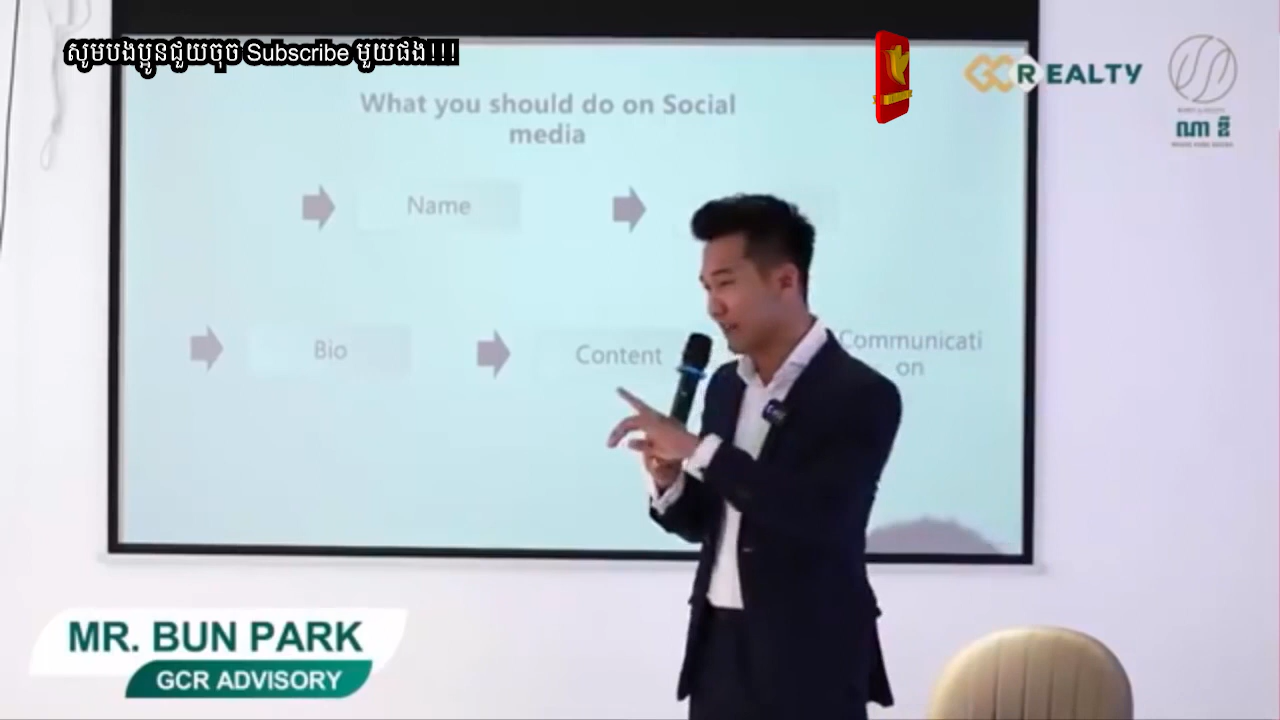 សូមបងប្អូនជួយចុច Subscribe មួយផង!!!
GC REALTY
ណា ឌី
What you should do on Social
media
Name
Bio
Content
Communicati
on
MR. BUN PARK
GCR ADVISORY